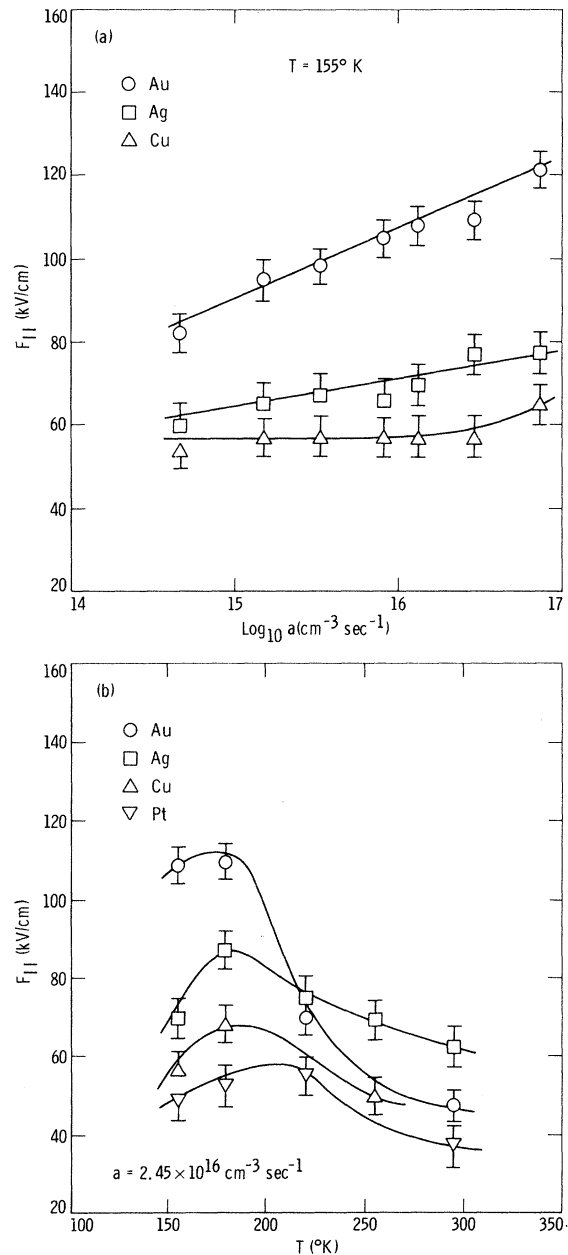 160
(a)
T = 155° K
Au
140
Ag
Cu
120
100
F|| (kV/cm)
80
60
40
20
14 15 16 17
Log10 a(cm-3 sec-1)
160
(b)
Au
140
Ag
Cu
120
Pt
100
F|| (kV/cm)
80
60
40
a = 2.45×10^16 cm-3 sec-1
20
100 150 200 250 300 350
T (°K)